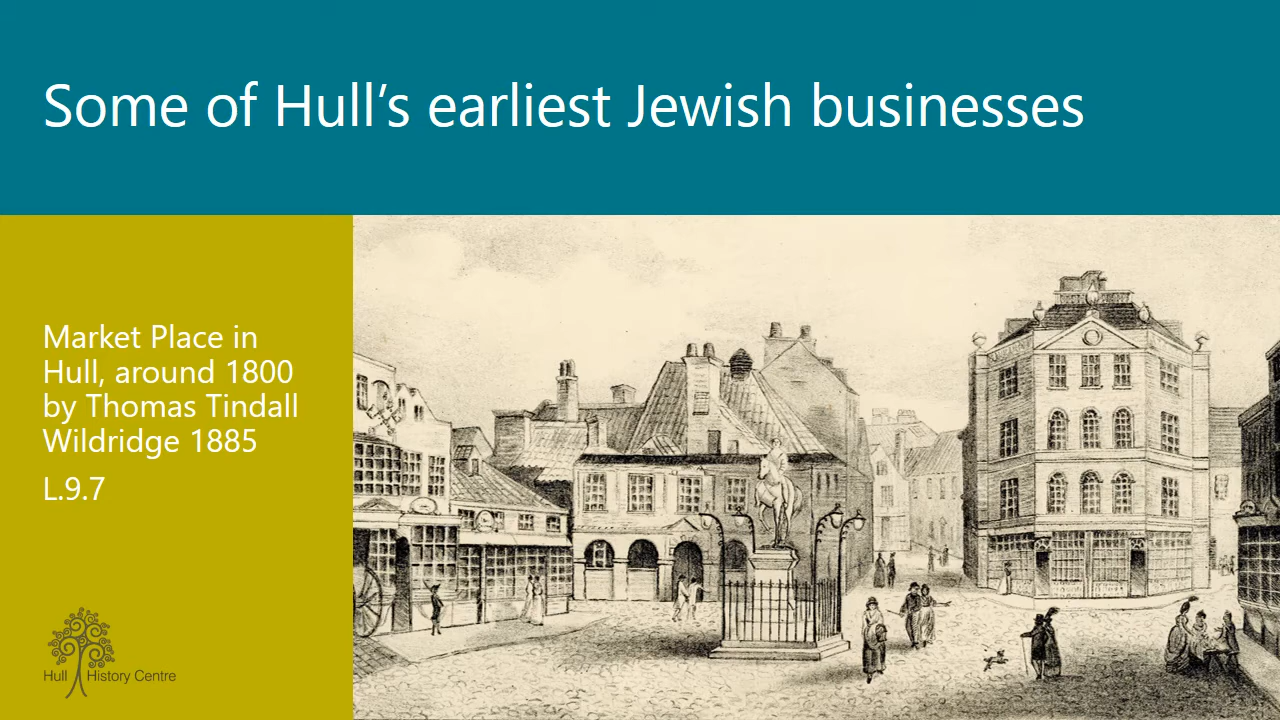 Some of Hull’s earliest Jewish businesses
Market Place in
Hull, around 1800
by Thomas Tindall
Wildridge 1885
L.9.7
Hull History Centre